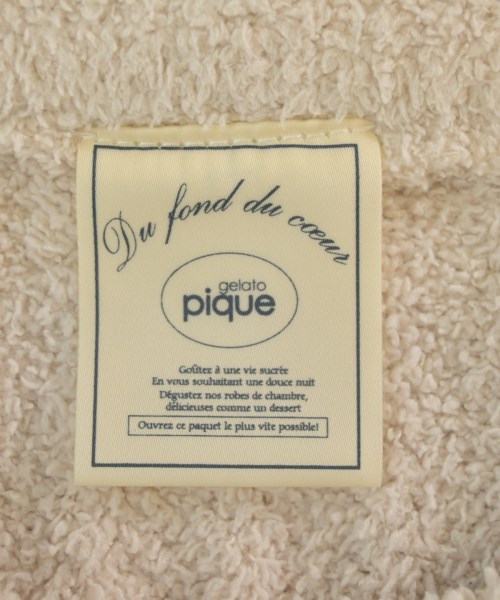 Du fond du cœur
gelato
pique
Goûtez à une vie sucrée
En vous souhaitant une douce nuit
Dégustez nos robes de chambre,
délicieuses comme un dessert
Ouvrez ce paquet le plus vite possible!